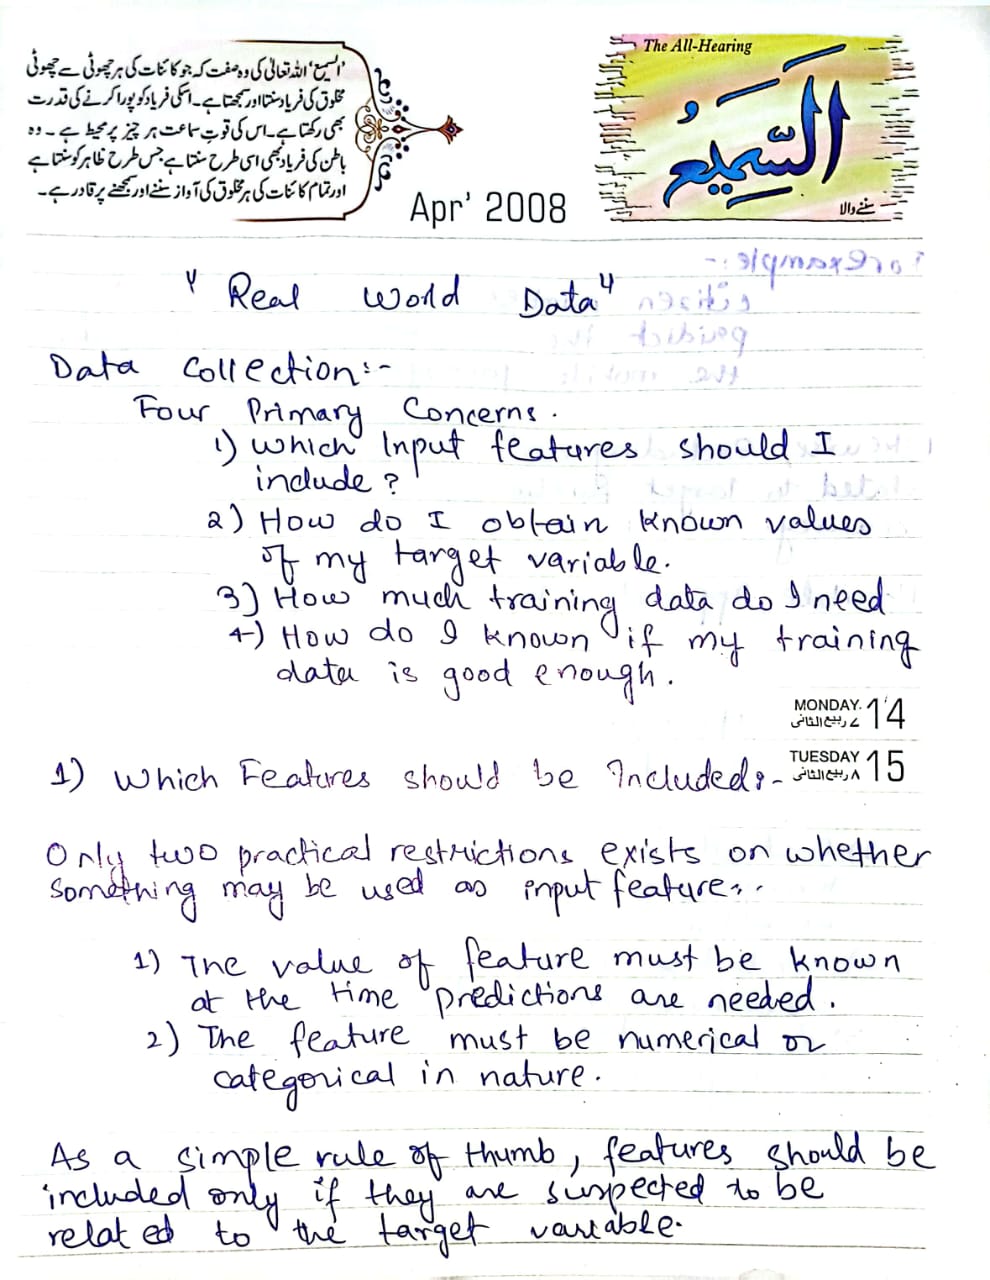 'السمیع' اللہ تعالیٰ کی وہ صفت کہ جو کائنات کی ہر چھوٹی سے چھوٹی
مخلوق کی فریاد سنتا اور سمجھتا ہے۔ اسکی فریاد کو پورا کرنے کی قدرت
بھی رکھتا ہے۔ اس کی قوتِ سماعت ہر چیز پر محیط ہے۔ وہ
باطن کی فریاد بھی اسی طرح سنتا ہے جس طرح ظاہر کو سنتا ہے
اور تمام کائنات کی ہر مخلوق کی آواز سننے اور سمجھنے پر قادر ہے۔
The All-Hearing
السَّمِيعُ
سننے والا
Apr' 2008
"Real World Data"
Data Collection:-
Four Primary Concerns.
1) Which Input features should I
include?
2) How do I obtain known values
of my target variable.
3) How much training data do I need
4) How do I known if my training
data is good enough.
MONDAY 14
۷ ربیع الثانی
TUESDAY 15
۸ ربیع الثانی
1) Which Features should be Included:-
Only two practical restrictions exists on whether
something may be used as input feature:.
1) The value of feature must be known
at the time predictions are needed.
2) The feature must be numerical or
categorical in nature.
As a simple rule of thumb, features should be
included only if they are suspected to be
related to the target variable.